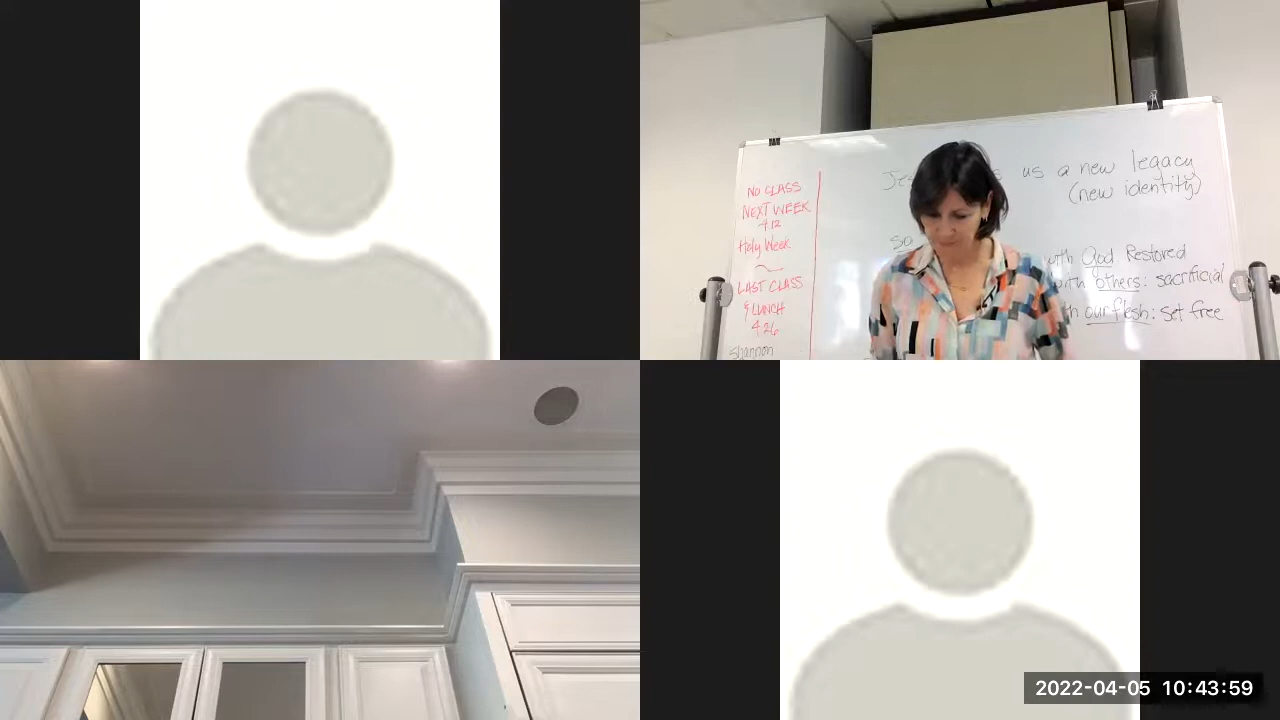 us a new legacy
(new identity)
NO CLASS
NEXT WEEK
4.12
Holy Week
LAST CLASS
& LUNCH
4.26
Shannon
So
God Restored
others: sacrificial
our flesh: set free
2022-04-05 10:43:59